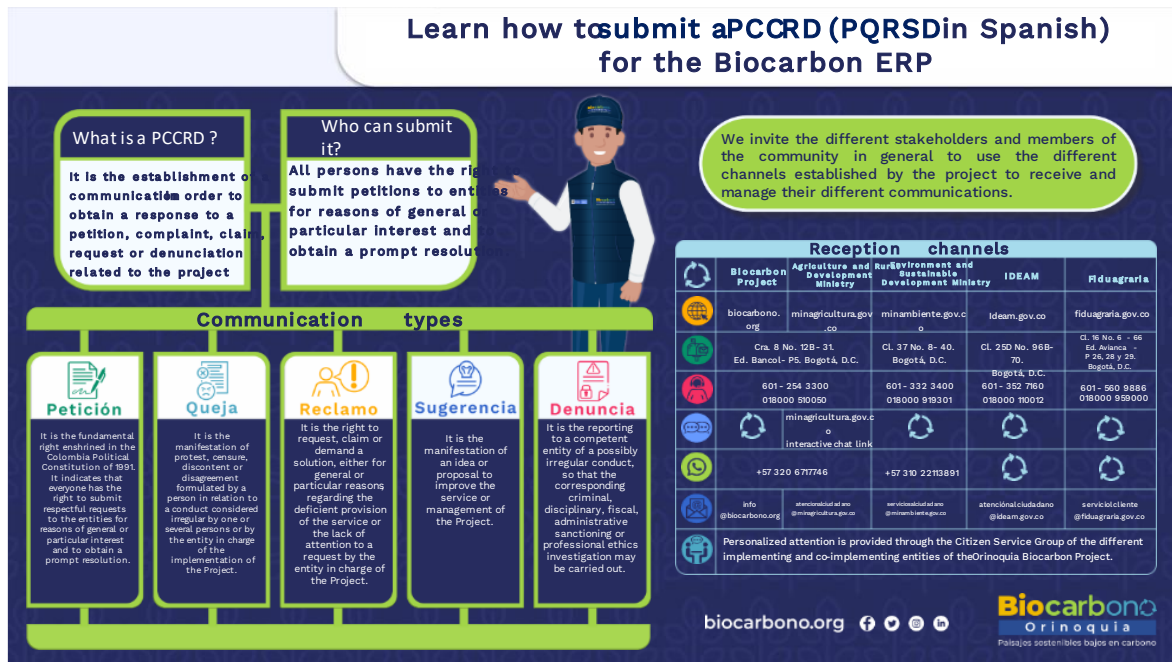 Learn how to submit a PCCRD (PQRSD in Spanish)
for the Biocarbon ERP
What is a PCCRD ?
It is the establishment of
communication in order to
obtain a response to a
petition, complaint, claim,
request or denunciation
related to the project
Who can submit
it?
All persons have the rig
submit petitions to entities
for reasons of general o
particular interest and
obtain a prompt resolution
We invite the different stakeholders and members of
the community in general to use the different
channels established by the project to receive and
manage their different communications.
Communication types
Petición
It is the fundamental
right enshrined in the
Colombia Political
Constitution of 1991.
It indicates that
everyone has the
right to submit
respectful requests
to the entities for
reasons of general or
particular interest
and to obtain a
prompt resolution.
Queja
It is the
manifestation of
protest, censure,
discontent or
disagreement
formulated by a
person in relation to
a conduct considered
irregular by one or
several persons or by
the entity in charge
of the
implementation of
the Project.
Reclamo
It is the right to
request, claim or
demand a
solution, either for
general or
particular reasons
regarding the
deficient provision
of the service or
the lack of
attention to a
request by the
entity in charge of
the Project.
Sugerencia
It is the
manifestation of
an idea or
proposal to
improve the
service or
management of
the Project.
Denuncia
It is the reporting
to a competent
entity of a possibly
irregular conduct,
so that the
corresponding
criminal,
disciplinary, fiscal,
administrative
sanctioning or
professional ethics
investigation may
be carried out.
Reception channels
Biocarbon
Project
Agriculture and Rural
Development
Ministry
Environment and
Sustainable
Development Ministry
IDEAM
Fiduagraria
biocarbono.
org
minagricultura.gov
.co
minambiente.gov.c
o
Ideam.gov.co
fiduagraria.gov.co
Cra. 8 No. 12B- 31.
Ed. Bancol- P5. Bogotá, D.C.
Cl. 37 No. 8- 40.
Bogotá, D.C.
Cl. 25D No. 96B-
70.
Bogotá, D.C.
Cl. 16 No. 6 - 66
Ed. Avianca -
P 26, 28 y 29.
Bogotá, D.C.
601- 254 3300
018000 510050
601- 332 3400
018000 919301
601- 352 7160
018000 110012
601- 560 9886
018000 959000
minagricultura.gov.c
o
interactive chat link
+57 320 6717746
+57 310 22113891
info
@biocarbono.org
atencionalciudadano
@minagricultura.gov.co
servicioalciudadano
@minambiente.gov.co
atenciónalciudadano
@ideam.gov.co
serviciolcliente
@fiduagraria.gov.co
Personalized attention is provided through the Citizen Service Group of the different
implementing and co-implementing entities of theOrinoquia Biocarbon Project.
biocarbono.org
Biocarbono
Orinoquia
Paisajes sostenibles bajos en carbono